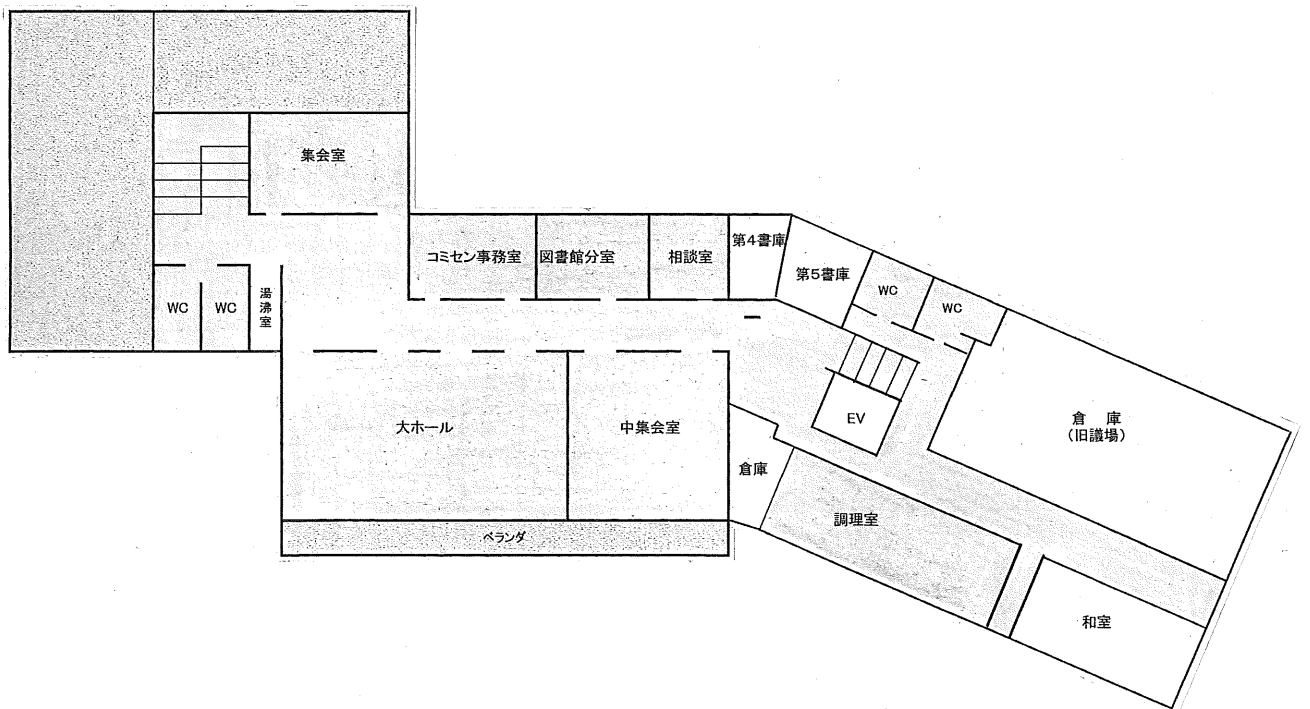 集会室
コミセン事務室
図書館分室
相談室
第4書庫
第5書庫
WC
WC
WC
WC
湯沸室
大ホール
中集会室
EV
倉庫
倉 庫
(旧議場)
調理室
ベランダ
和室